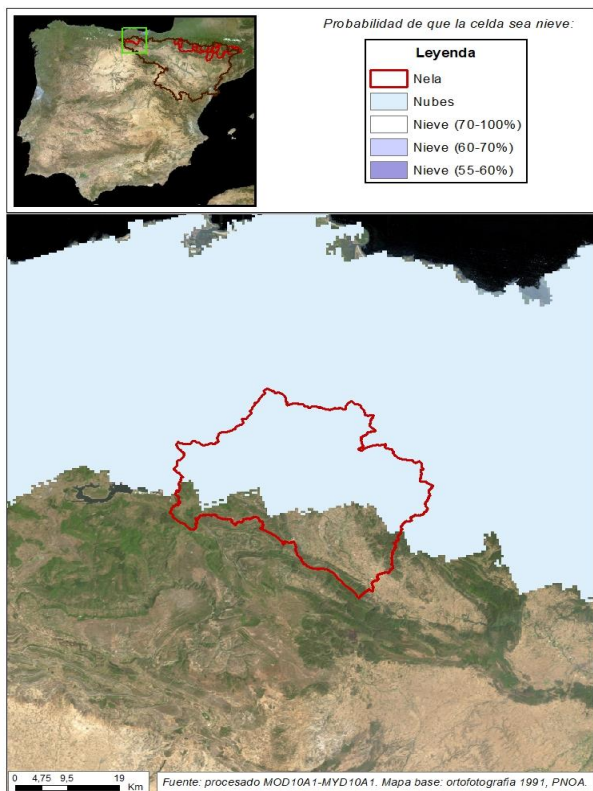 Probabilidad de que la celda sea nieve:
Leyenda
Nela
Nubes
Nieve (70-100%)
Nieve (60-70%)
Nieve (55-60%)
0 4,75 9,5 19
Km
Fuente: procesado MOD10A1-MYD10A1. Mapa base: ortofotografía 1991, PNOA.